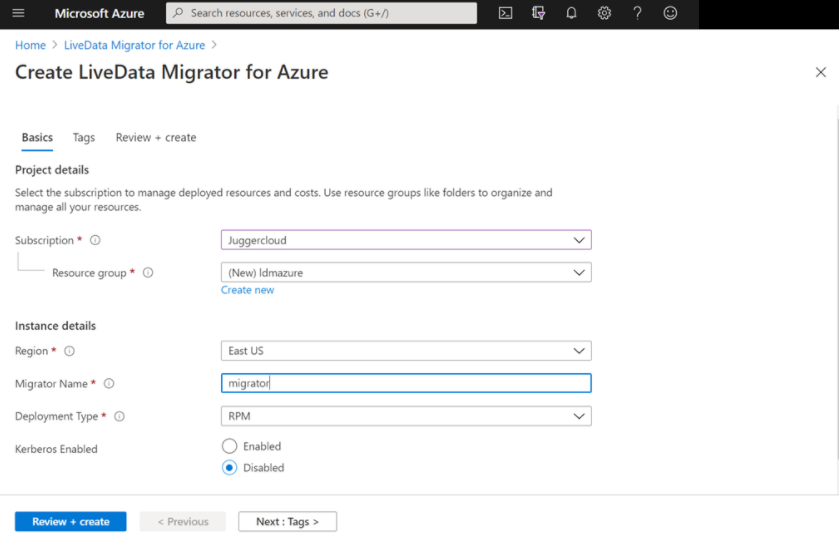 Microsoft Azure
Search resources, services, and docs (G+/)
Home > LiveData Migrator for Azure >
Create LiveData Migrator for Azure
Basics Tags Review + create
Project details
Select the subscription to manage deployed resources and costs. Use resource groups like folders to organize and
manage all your resources.
Subscription *
Juggercloud
Resource group *
(New) ldmazure
Create new
Instance details
Region *
East US
Migrator Name *
migrator
Deployment Type *
RPM
Kerberos Enabled
Enabled
Disabled
Review + create
< Previous
Next : Tags >